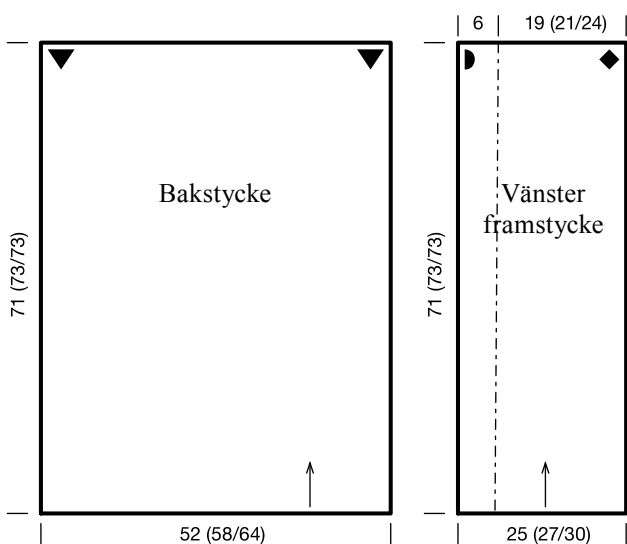 6
19 (21/24)
Bakstycke
Vänster
framstycke
71 (73/73)
71 (73/73)
52 (58/64)
25 (27/30)